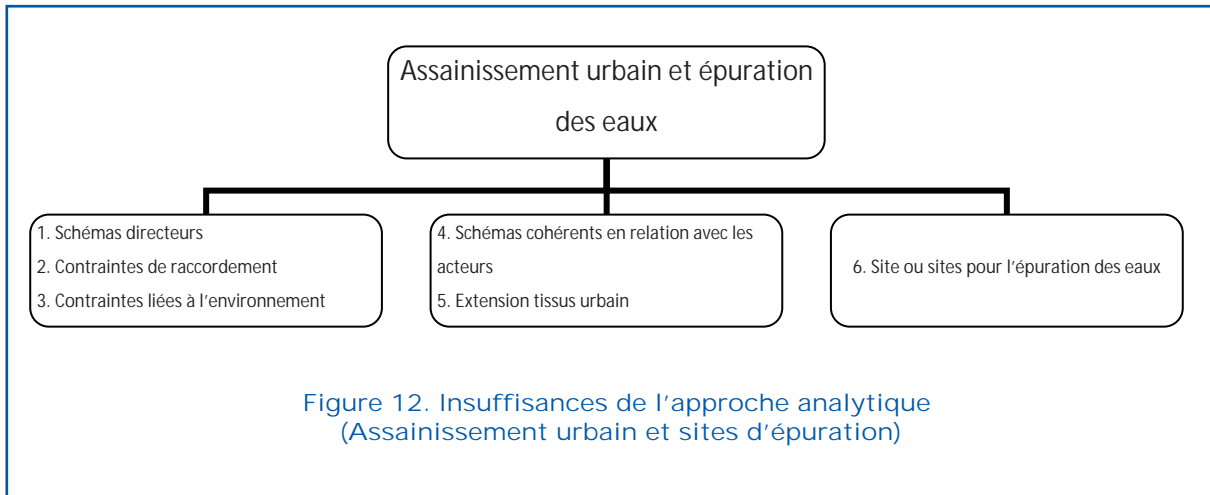 Assainissement urbain et épuration
des eaux
1. Schémas directeurs
2. Contraintes de raccordement
3. Contraintes liées à l'environnement
4. Schémas cohérents en relation avec les
acteurs
5. Extension tissus urbain
6. Site ou sites pour l'épuration des eaux
Figure 12. Insuffisances de l'approche analytique
(Assainissement urbain et sites d'épuration)